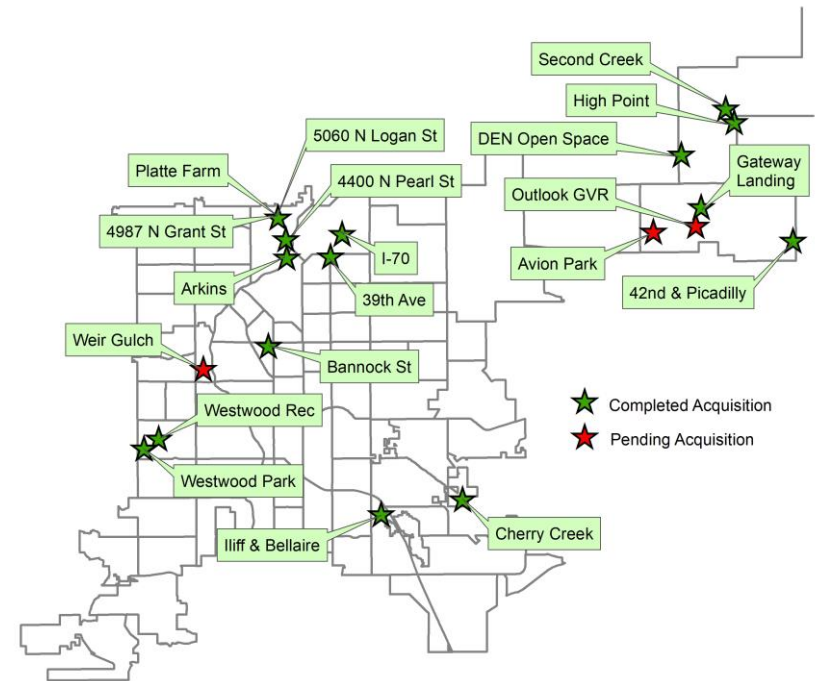 Second Creek
High Point
DEN Open Space
Gateway
Landing
Outlook GVR
Avion Park
42nd & Picadilly
5060 N Logan St
Platte Farm
4400 N Pearl St
4987 N Grant St
I-70
Arkins
39th Ave
Weir Gulch
Bannock St
Westwood Rec
Westwood Park
Iliff & Bellaire
Cherry Creek
Completed Acquisition
Pending Acquisition